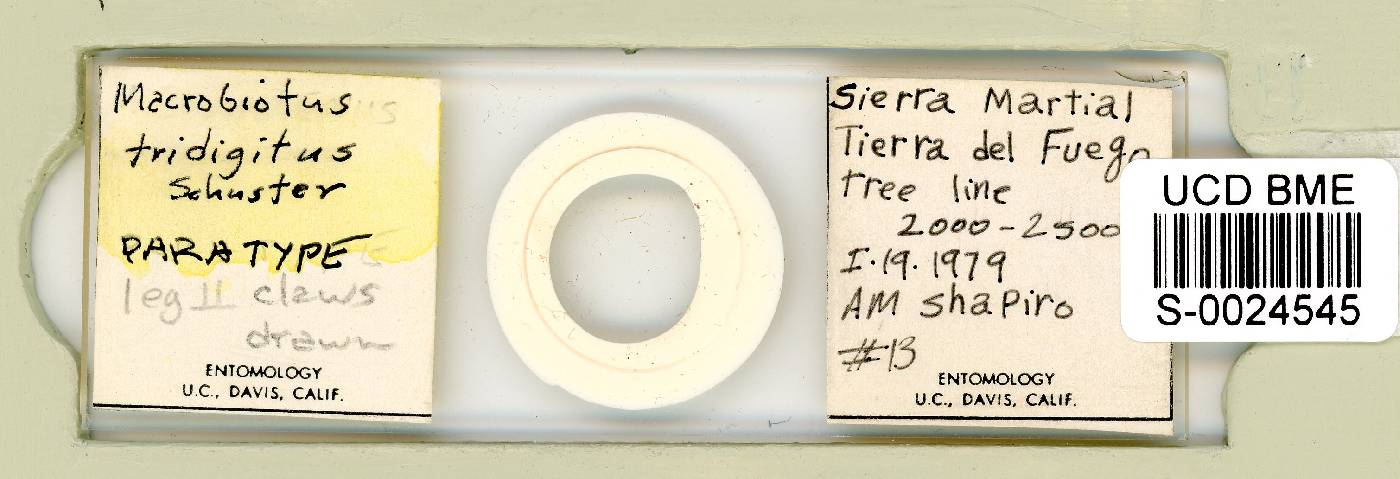 Macrobiotus
tridigitus
Schuster
PARATYPE
leg II claws
drawn
ENTOMOLOGY
U.C., DAVIS, CALIF.
Sierra Martial
Tierra del Fuego
tree line
2000-2500
I.19.1979
AM Shapiro
#13
ENTOMOLOGY
U.C., DAVIS, CALIF.
UCD BME
S-0024545